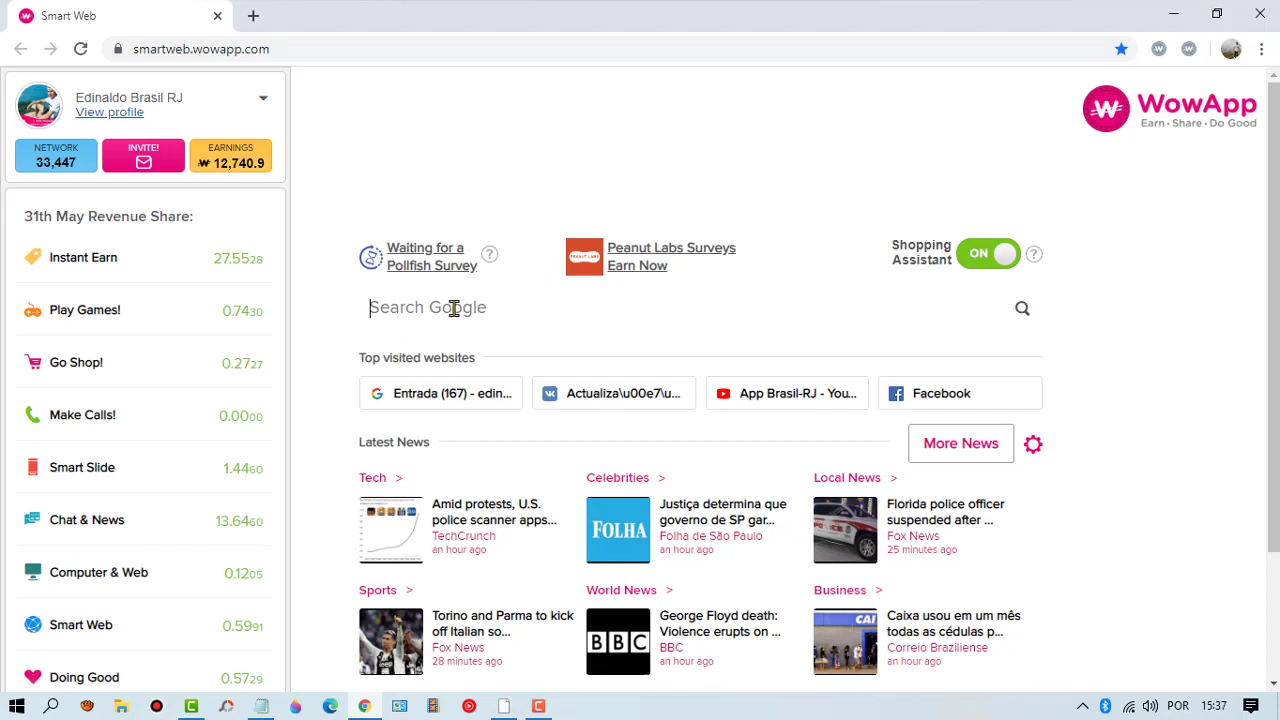 Smart Web
smartweb.wowapp.com
Edinaldo Brasil RJ
View profile
NETWORK
33,447
INVITE!
EARNINGS
12,740.9
31th May Revenue Share:
Instant Earn 27.5528
Play Games! 0.7430
Go Shop! 0.2727
Make Calls! 0.0000
Smart Slide 1.4460
Chat & News 13.6460
Computer & Web 0.1205
Smart Web 0.5991
Doing Good 0.5729
WowApp
Earn · Share · Do Good
Waiting for a
Pollfish Survey
?
Peanut Labs Surveys
Earn Now
PEANUT LABS
Shopping
Assistant
ON
?
Search Google
Top visited websites
Entrada (167) - edin...
Actualiza\u00e7\u...
App Brasil-RJ - You...
Facebook
Latest News
More News
Tech >
Amid protests, U.S.
police scanner apps...
TechCrunch
an hour ago
Celebrities >
FOLHA
Justiça determina que
governo de SP gar...
Folha de São Paulo
an hour ago
Local News >
Florida police officer
suspended after ...
Fox News
25 minutes ago
Sports >
Torino and Parma to kick
off Italian so...
Fox News
28 minutes ago
World News >
BBC
George Floyd death:
Violence erupts on ...
BBC
an hour ago
Business >
CAI
Caixa usou em um mês
todas as cédulas p...
Correio Braziliense
an hour ago
POR
15:37